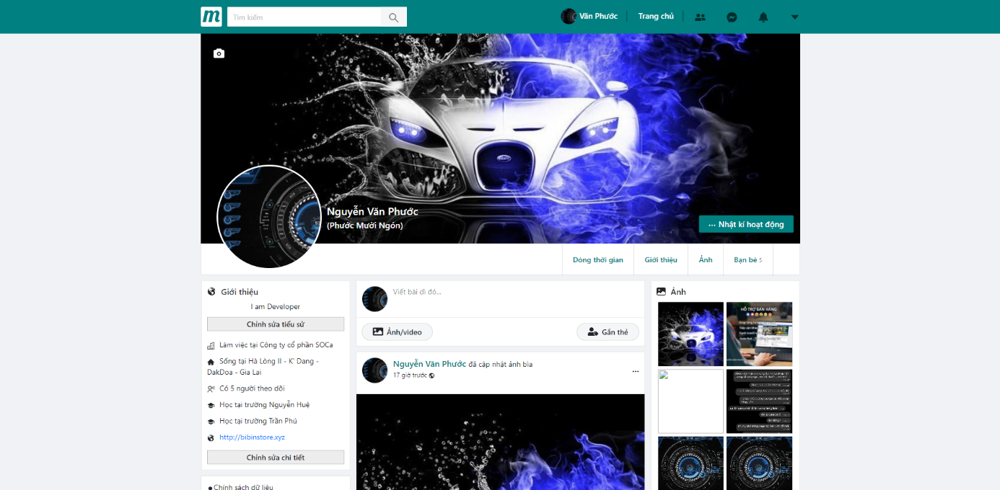 m
Tìm kiếm
Văn Phước
Trang chủ
Nguyễn Văn Phước
(Phước Mười Ngón)
··· Nhật kí hoạt động
Dòng thời gian
Giới thiệu
Ảnh
Bạn bè 5
Giới thiệu
I am Developer
Chỉnh sửa tiểu sử
Làm việc tại Công ty cổ phần SOCa
Sống tại Hà Lòng II - K' Dang -
DakDoa - Gia Lai
Có 5 người theo dõi
Học tại trường Nguyễn Huệ
Học tại trường Trần Phú
http://bibinstore.xyz
Chỉnh sửa chi tiết
Chính sách dữ liệu
Viết bài dì đó...
Ảnh/video
Gắn thẻ
Nguyễn Văn Phước đã cập nhật ảnh bìa
17 giờ trước
Ảnh
HỖ TRỢ BÁN HÀNG